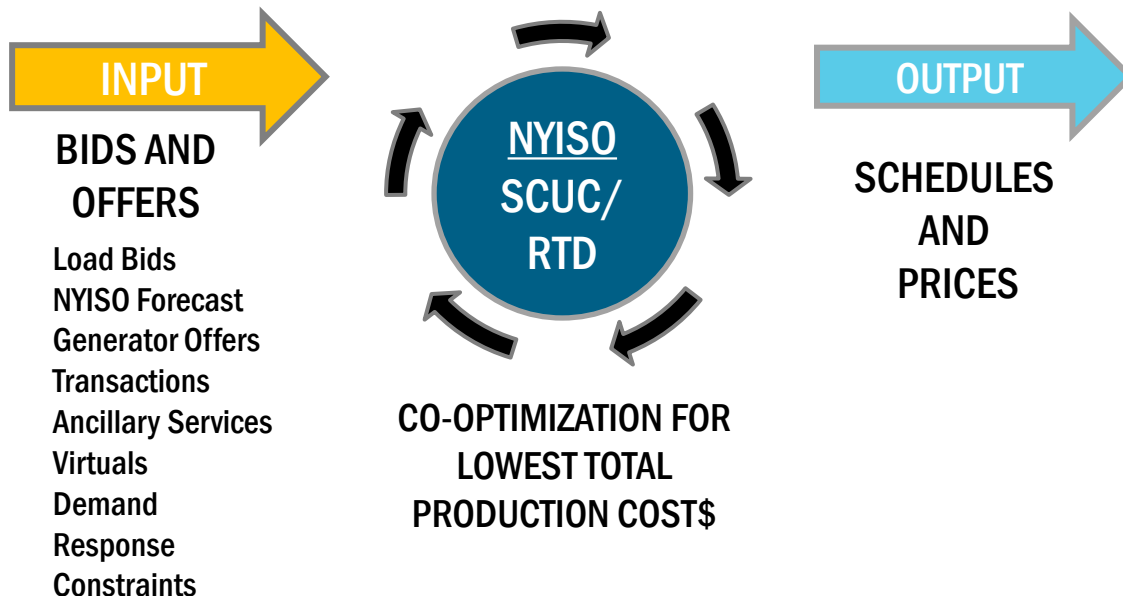 INPUT
BIDS AND
OFFERS
Load Bids
NYISO Forecast
Generator Offers
Transactions
Ancillary Services
Virtuals
Demand
Response
Constraints
NYISO
SCUC/
RTD
CO-OPTIMIZATION FOR
LOWEST TOTAL
PRODUCTION COST$
OUTPUT
SCHEDULES
AND
PRICES